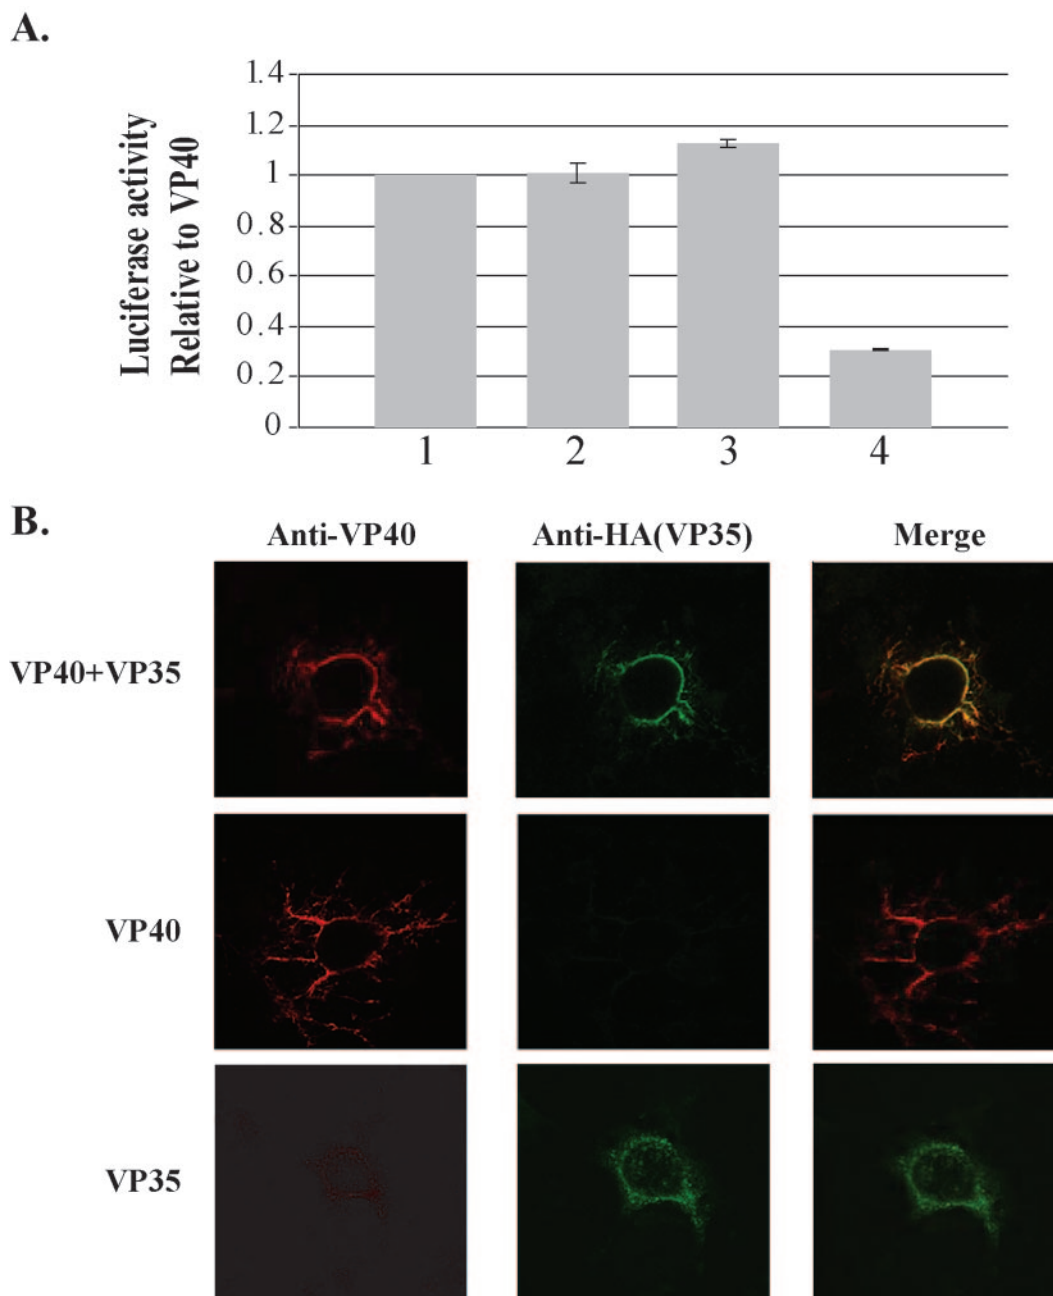 A.
Luciferase activity
Relative to VP40
1.4
1.2
1
0.8
0.6
0.4
0.2
0
1 2 3 4
B.
Anti-VP40 Anti-HA(VP35) Merge
VP40+VP35
VP40
VP35